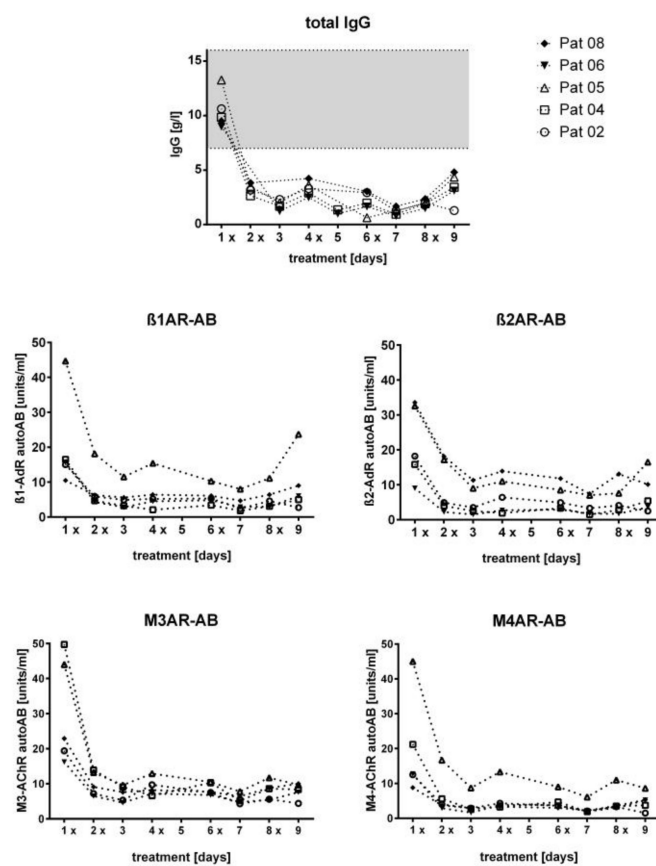 total IgG
15
10
5
0
IgG [g/l]
1 x 2 x 3 4 x 5 6 x 7 8 x 9
treatment [days]
Pat 08
Pat 06
Pat 05
Pat 04
Pat 02
ß1AR-AB
50
40
30
20
10
0
ß1-AdR autoAB [units/ml]
1 x 2 x 3 4 x 5 6 x 7 8 x 9
treatment [days]
ß2AR-AB
50
40
30
20
10
0
ß2-AdR autoAB [units/ml]
1 x 2 x 3 4 x 5 6 x 7 8 x 9
treatment [days]
M3AR-AB
50
40
30
20
10
0
M3-AChR autoAB [units/ml]
1 x 2 x 3 4 x 5 6 x 7 8 x 9
treatment [days]
M4AR-AB
50
40
30
20
10
0
M4-AChR autoAB [units/ml]
1 x 2 x 3 4 x 5 6 x 7 8 x 9
treatment [days]